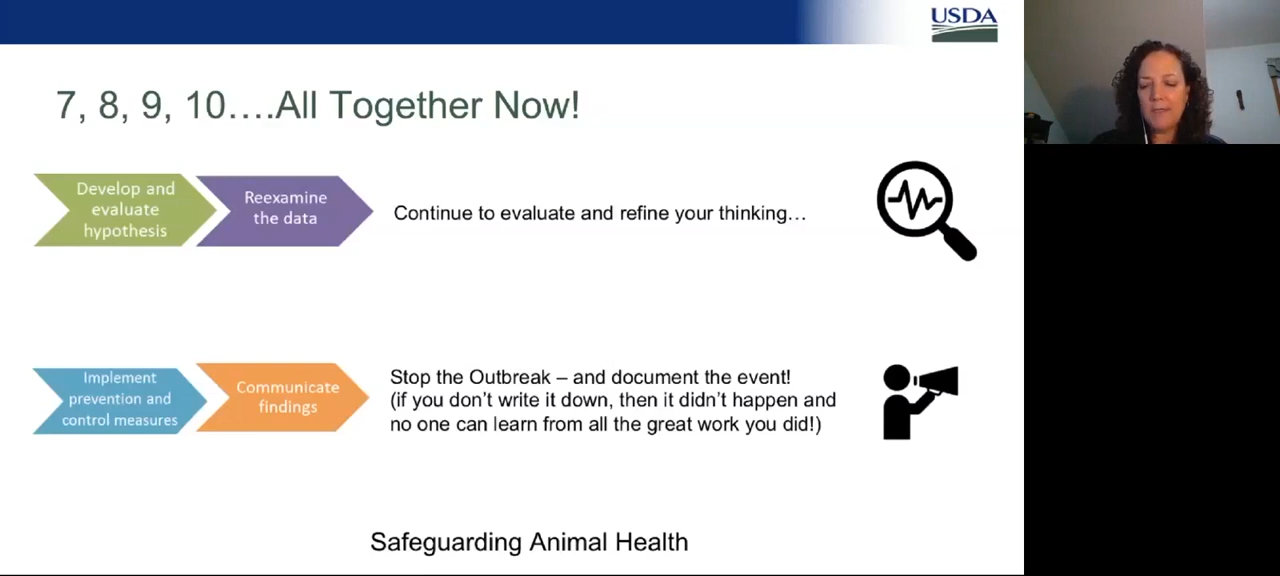 USDA
7, 8, 9, 10….All Together Now!
Develop and
evaluate
hypothesis
Reexamine
the data
Continue to evaluate and refine your thinking…
Implement
prevention and
control measures
Communicate
findings
Stop the Outbreak – and document the event!
(if you don’t write it down, then it didn’t happen and
no one can learn from all the great work you did!)
Safeguarding Animal Health